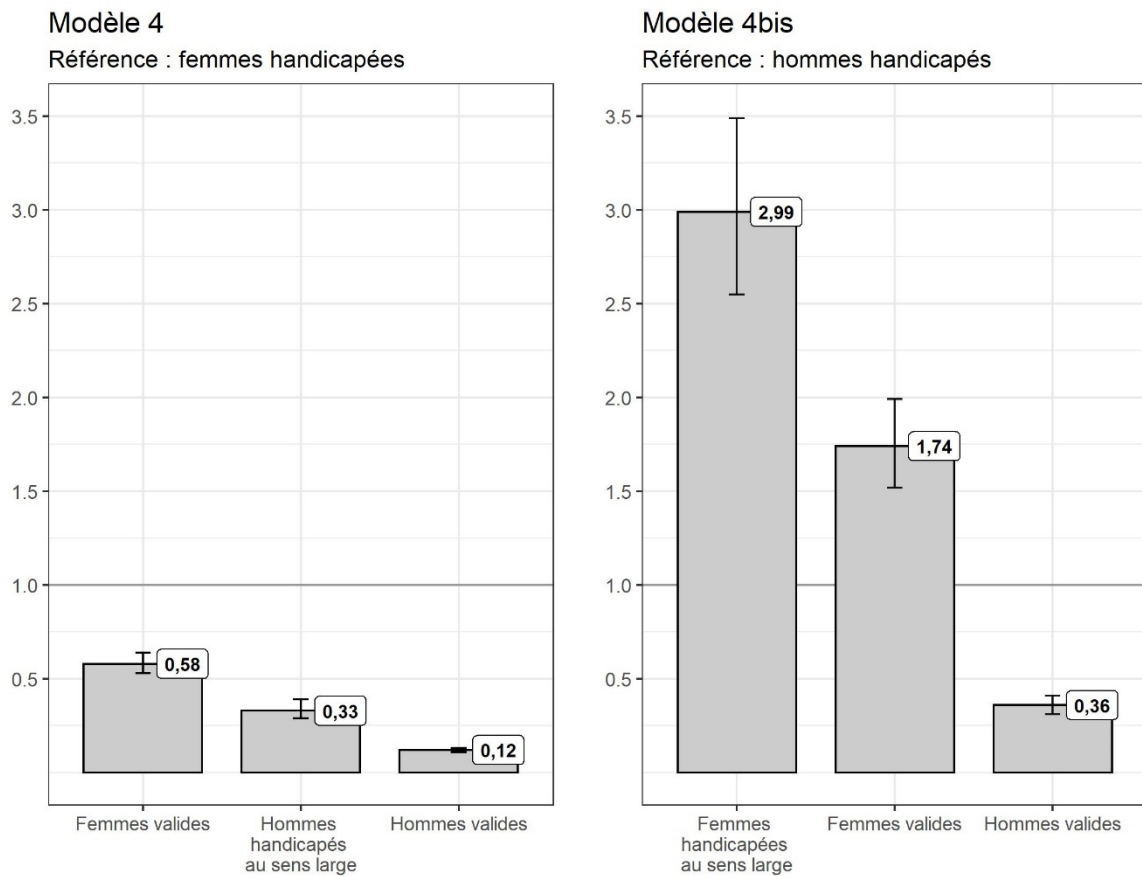 Modèle 4
Référence : femmes handicapées
3.5
3.0
2.5
2.0
1.5
1.0
0.5
0,58
0,33
0,12
Femmes valides
Hommes
handicapés
au sens large
Hommes valides
Modèle 4bis
Référence : hommes handicapés
3.5
3.0
2.5
2.0
1.5
1.0
0.5
2,99
1,74
0,36
Femmes
handicapées
au sens large
Femmes valides
Hommes valides